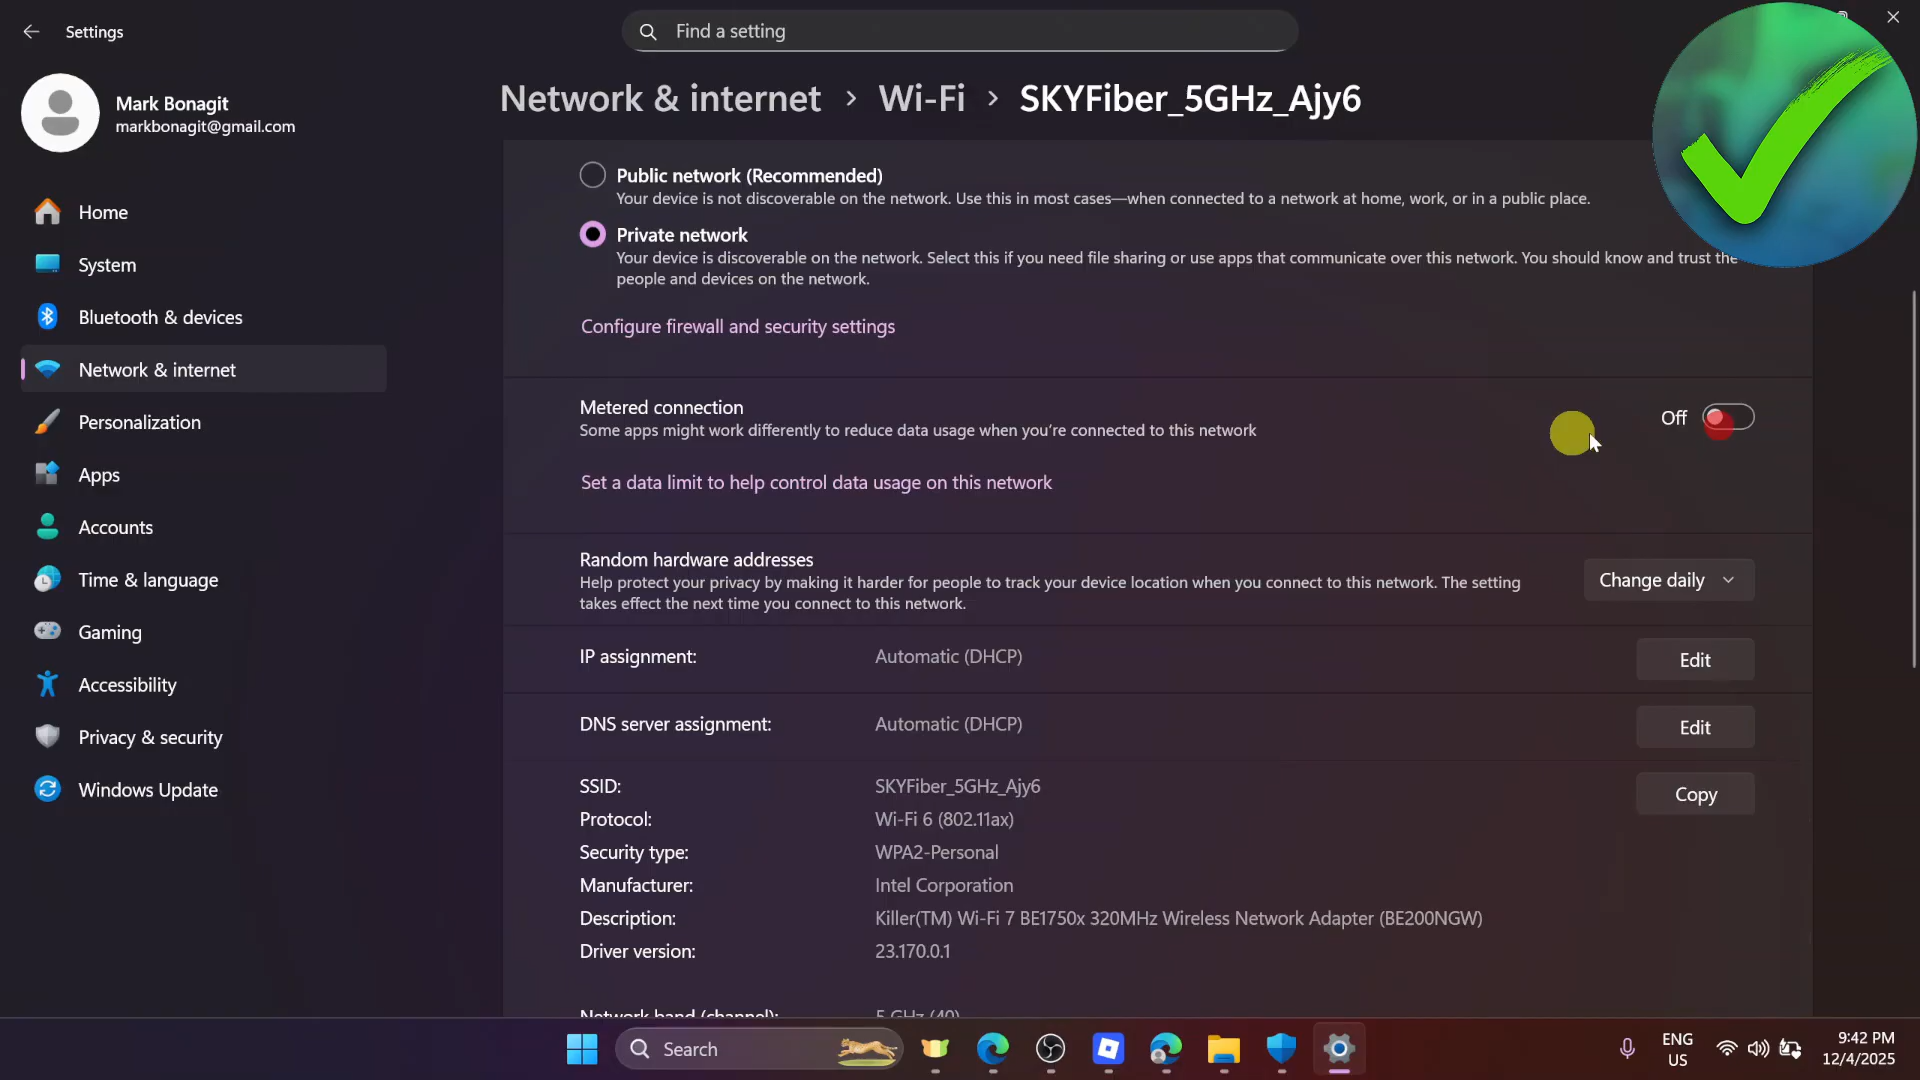 Settings
Find a setting
Mark Bonagit
markbonagit@gmail.com
Home
System
Bluetooth & devices
Network & internet
Personalization
Apps
Accounts
Time & language
Gaming
Accessibility
Privacy & security
Windows Update
Network & internet > Wi-Fi > SKYFiber_5GHz_Ajy6
Public network (Recommended)
Your device is not discoverable on the network. Use this in most cases—when connected to a network at home, work, or in a public place.
Private network
Your device is discoverable on the network. Select this if you need file sharing or use apps that communicate over this network. You should know and trust the
people and devices on the network.
Configure firewall and security settings
Metered connection
Some apps might work differently to reduce data usage when you're connected to this network
Off
Set a data limit to help control data usage on this network
Random hardware addresses
Help protect your privacy by making it harder for people to track your device location when you connect to this network. The setting
takes effect the next time you connect to this network.
Change daily
IP assignment: Automatic (DHCP) Edit
DNS server assignment: Automatic (DHCP) Edit
SSID: SKYFiber_5GHz_Ajy6 Copy
Protocol: Wi-Fi 6 (802.11ax)
Security type: WPA2-Personal
Manufacturer: Intel Corporation
Description: Killer(TM) Wi-Fi 7 BE1750x 320MHz Wireless Network Adapter (BE200NGW)
Driver version: 23.170.0.1
Network band (channel): 5 GHz (40)
Search
ENG
US
9:42 PM
12/4/2025